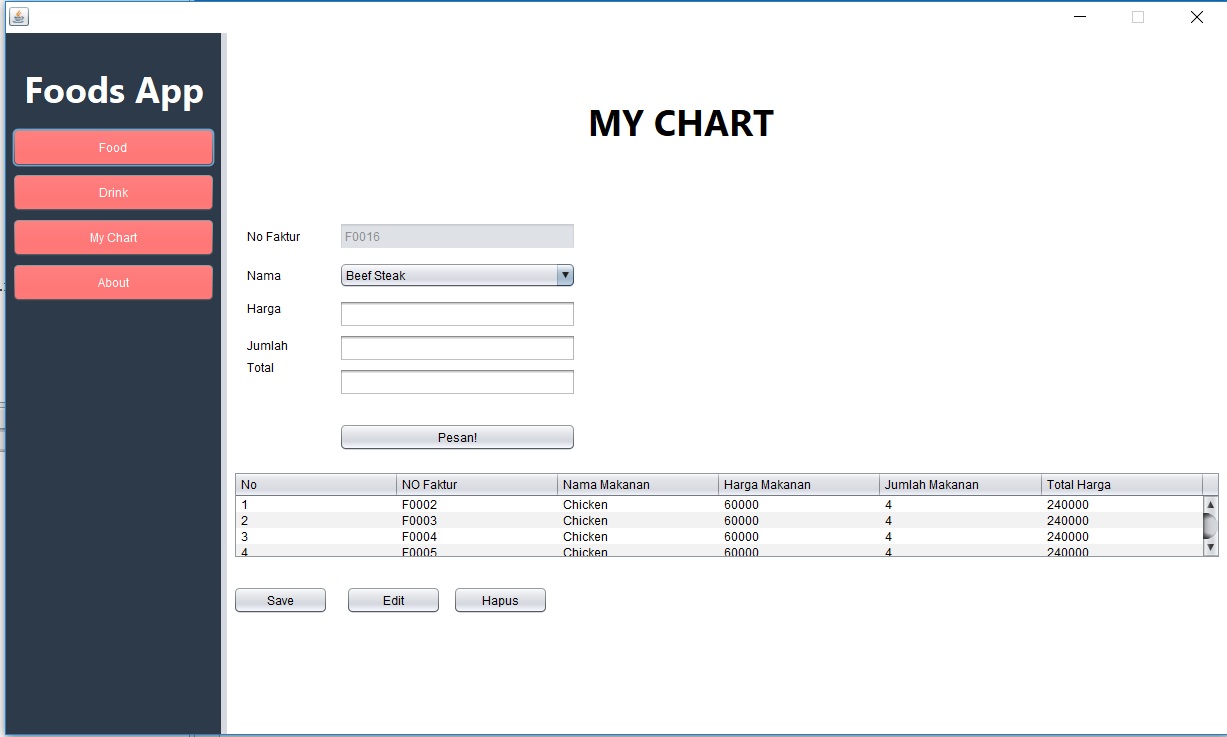 Foods App
Food
Drink
My Chart
About
MY CHART
No Faktur F0016
Nama Beef Steak
Harga
Jumlah
Total
Pesan!
No NO Faktur Nama Makanan Harga Makanan Jumlah Makanan Total Harga
1 F0002 Chicken 60000 4 240000
2 F0003 Chicken 60000 4 240000
3 F0004 Chicken 60000 4 240000
4 F0005 Chicken 60000 4 240000
Save Edit Hapus